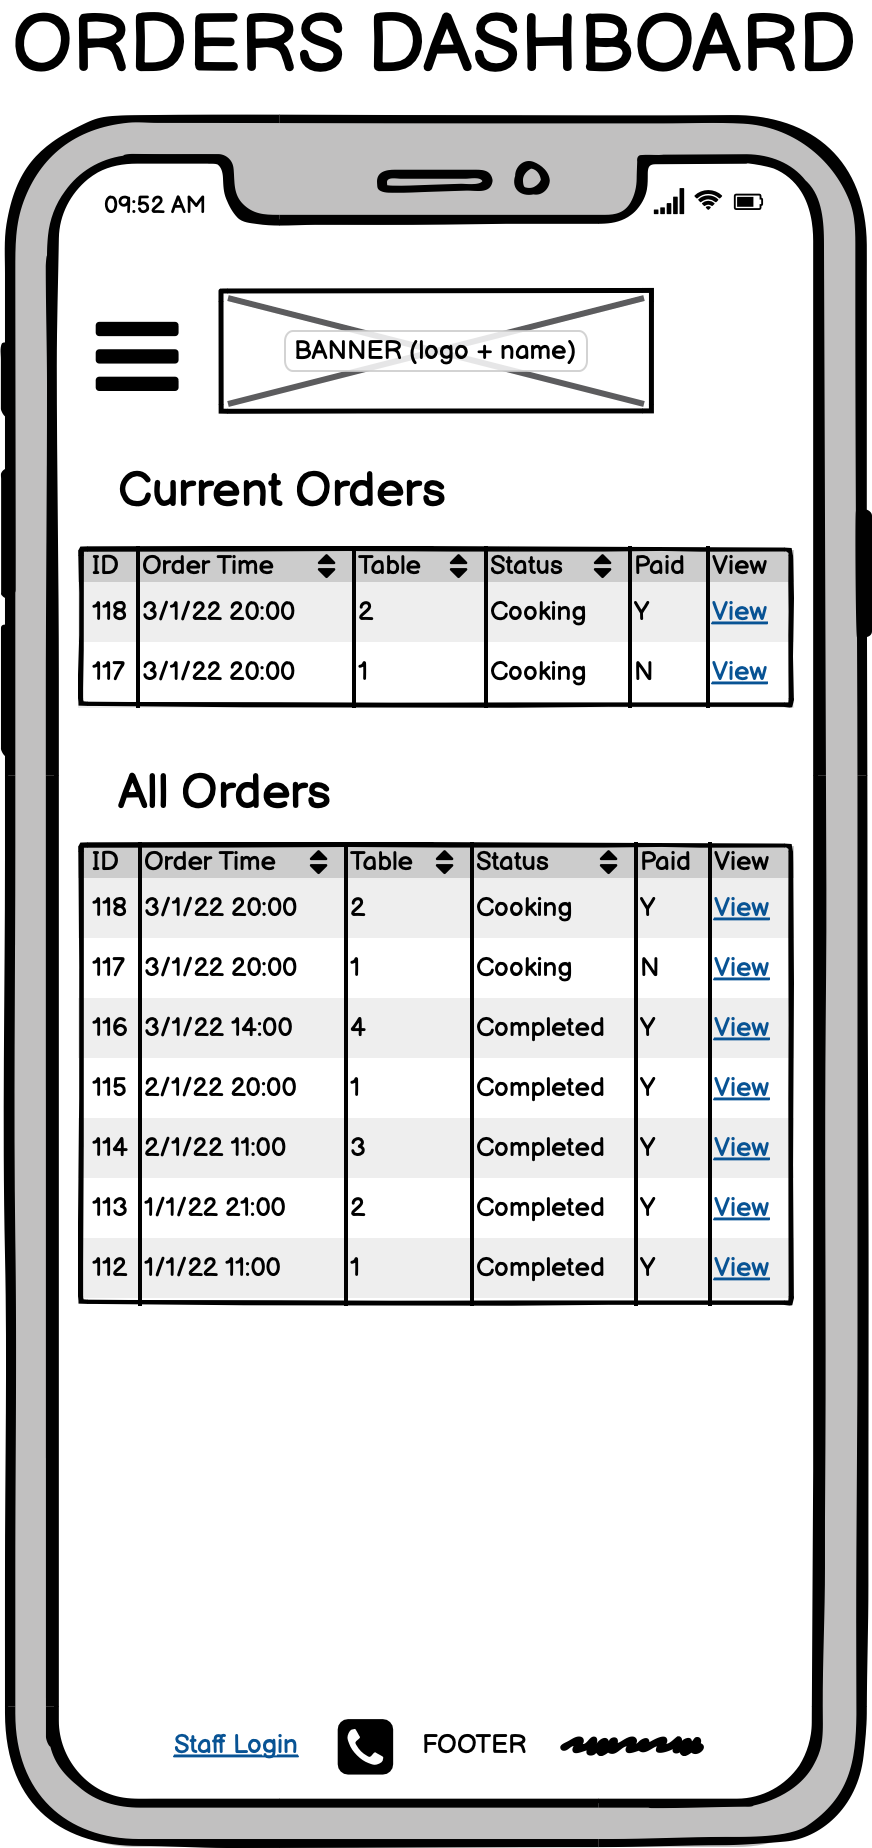 ORDERS DASHBOARD
09:52 AM
BANNER (logo + name)
Current Orders
ID Order Time Table Status Paid View
118 3/1/22 20:00 2 Cooking Y View
117 3/1/22 20:00 1 Cooking N View
All Orders
ID Order Time Table Status Paid View
118 3/1/22 20:00 2 Cooking Y View
117 3/1/22 20:00 1 Cooking N View
116 3/1/22 14:00 4 Completed Y View
115 2/1/22 20:00 1 Completed Y View
114 2/1/22 11:00 3 Completed Y View
113 1/1/22 21:00 2 Completed Y View
112 1/1/22 11:00 1 Completed Y View
Staff Login FOOTER